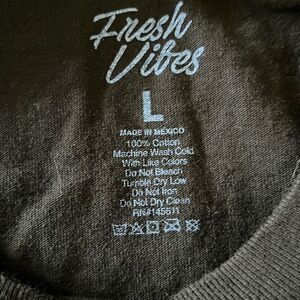 Fresh
Vibes
L
MADE IN MEXICO
100% Cotton
Machine Wash Cold
With Like Colors
Do Not Bleach
Tumble Dry Low
Do Not Iron
Do Not Dry Clean
RN#145671